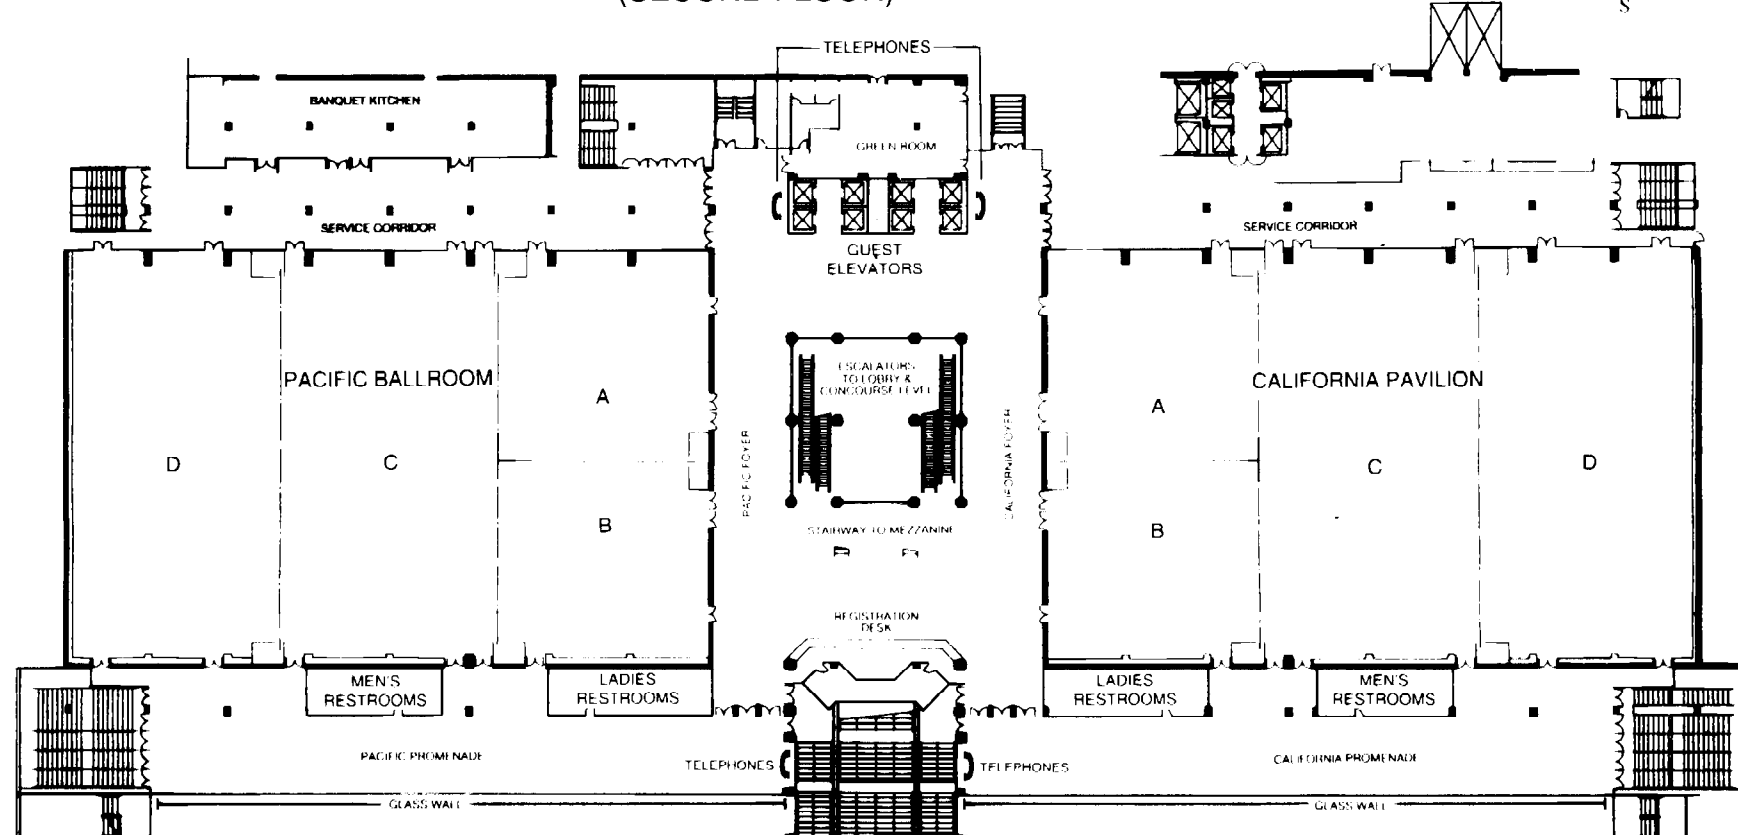 (SECOND FLOOR)
S
TELEPHONES
BANQUET KITCHEN
GREEN ROOM
SERVICE CORRIDOR
SERVICE CORRIDOR
GUEST
ELEVATORS
ESCALATORS
TO LOBBY &
CONCOURSE LEVEL
PACIFIC BALLROOM
CALIFORNIA PAVILION
A
A
D
C
C
D
B
B
PACIFIC FOYER
CALIFORNIA FOYER
STAIRWAY TO MEZZANINE
REGISTRATION
DESK
MEN'S
RESTROOMS
LADIES
RESTROOMS
LADIES
RESTROOMS
MEN'S
RESTROOMS
PACIFIC PROMENADE
TELEPHONES
TELEPHONES
CALIFORNIA PROMENADE
GLASS WALL
GLASS WALL